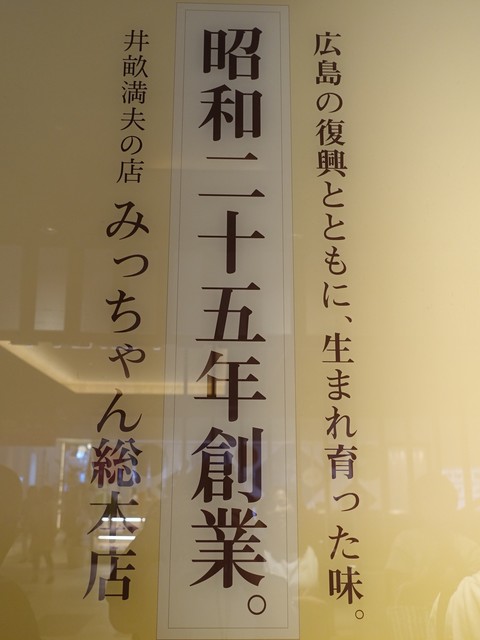 広島の復興とともに、生まれ育った味。
昭和二十五年創業。
井畝満夫の店 みっちゃん総本店